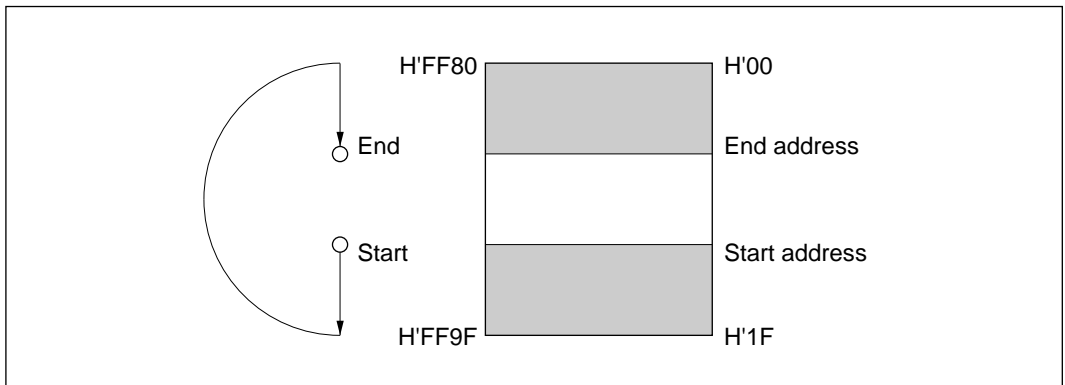 H'FF80 H'00
End End address
Start Start address
H'FF9F H'1F